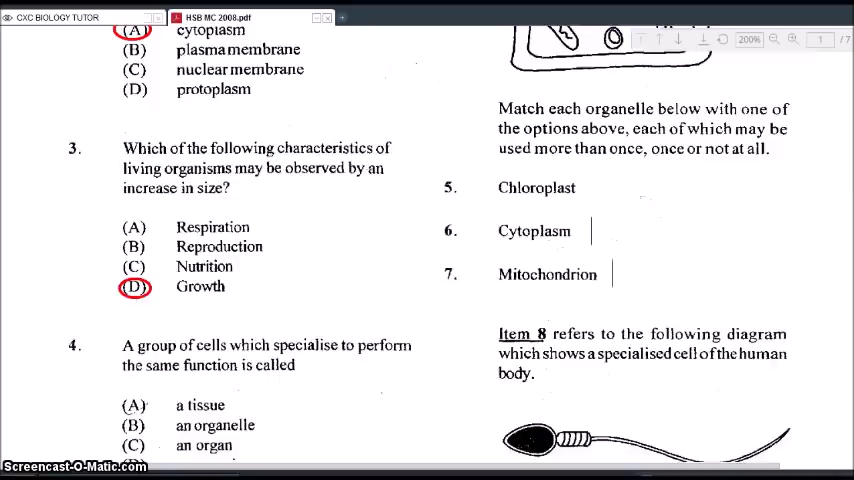 CXC BIOLOGY TUTOR
HSB MC 2008.pdf
200%
1
/ 7
(A) cytoplasm
(B) plasma membrane
(C) nuclear membrane
(D) protoplasm
3. Which of the following characteristics of
living organisms may be observed by an
increase in size?
(A) Respiration
(B) Reproduction
(C) Nutrition
(D) Growth
4. A group of cells which specialise to perform
the same function is called
(A) a tissue
(B) an organelle
(C) an organ
Match each organelle below with one of
the options above, each of which may be
used more than once, once or not at all.
5. Chloroplast
6. Cytoplasm
7. Mitochondrion
Item 8 refers to the following diagram
which shows a specialised cell of the human
body.
Screencast-O-Matic.com